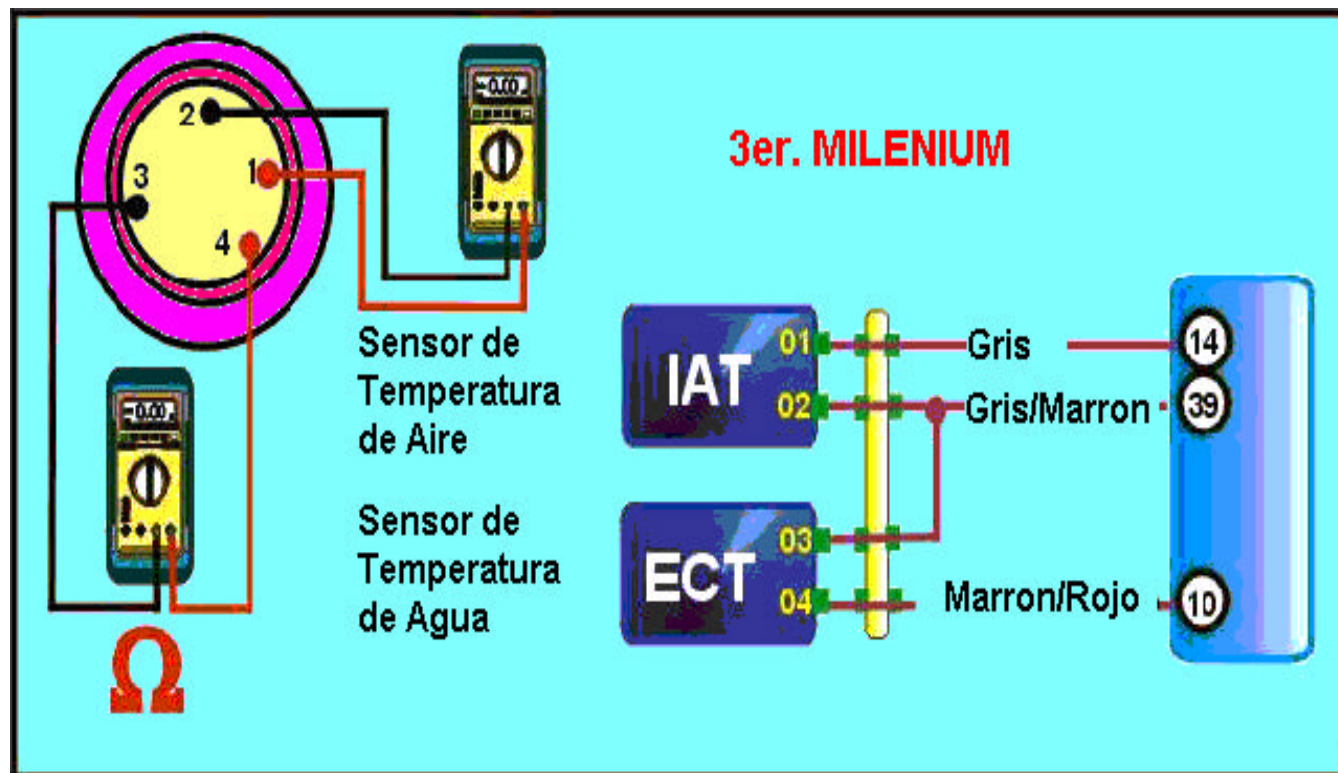 2
1
3
4
-0.00
3er. MILENIUM
Sensor de
Temperatura
de Aire
IAT
01
02
Gris
Gris/Marron
14
39
-0.00
Ω
Sensor de
Temperatura
de Agua
ECT
03
04
Marron/Rojo
10